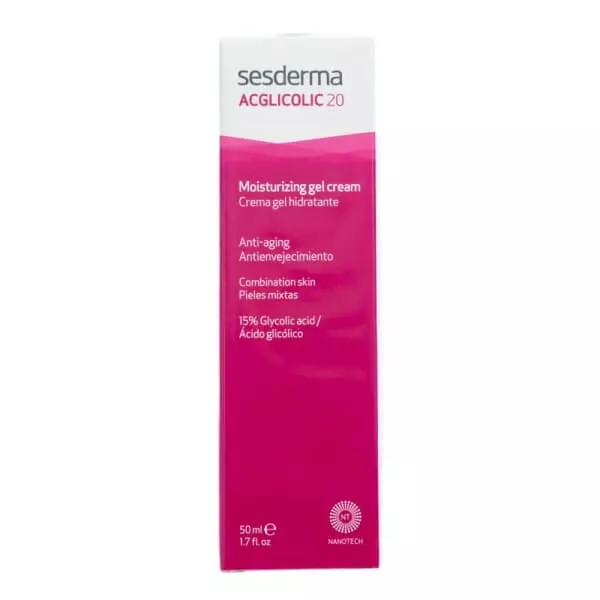 sesderma
ACGLICOLIC 20
Moisturizing gel cream
Crema gel hidratante
Anti-aging
Antienvejecimiento
Combination skin
Pieles mixtas
15% Glycolic acid /
Ácido glicólico
50 ml ℮
1.7 fl. oz
NT
NANOTECH